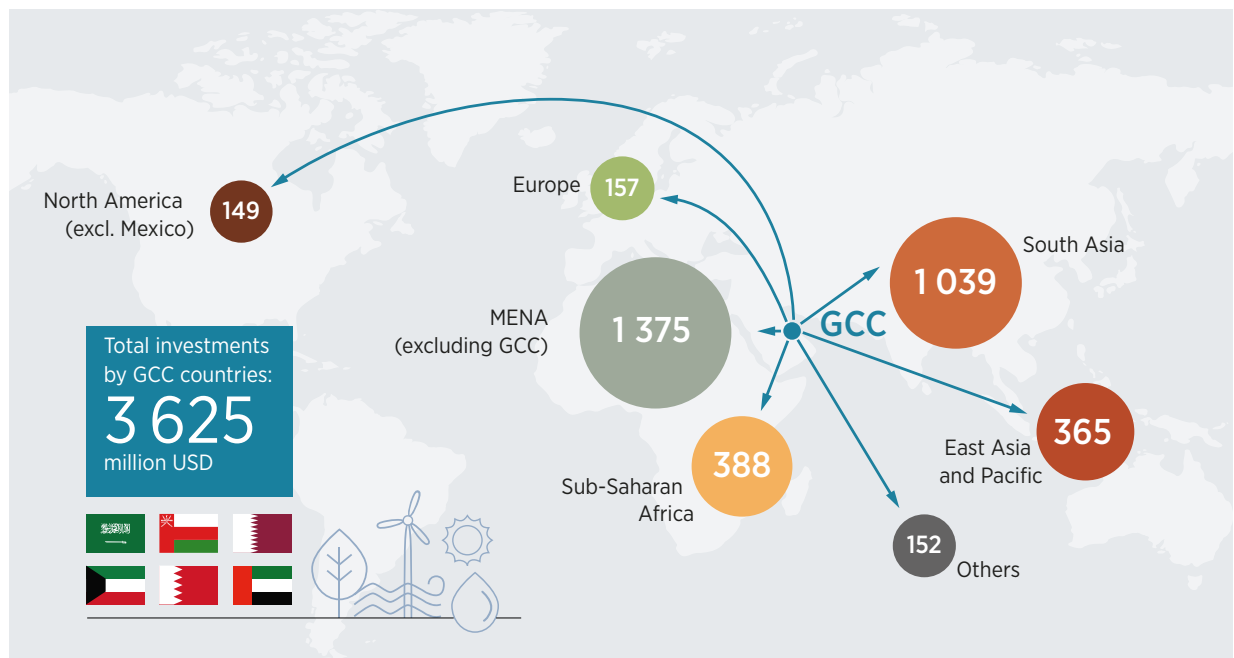 North America
(excl. Mexico)
149
Europe
157
South Asia
1 039
MENA
(excluding GCC)
1 375
GCC
Total investments
by GCC countries:
3 625
million USD
Sub-Saharan
Africa
388
East Asia
and Pacific
365
152
Others